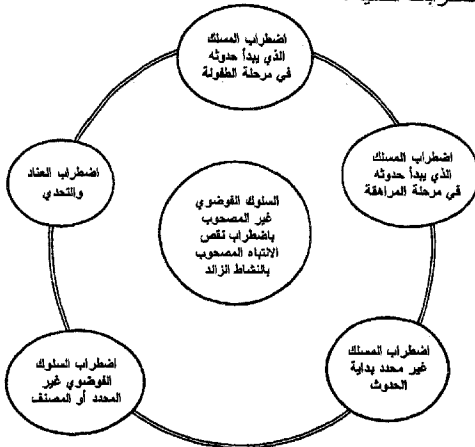 اضطراب المسلك
الذي يبدأ حدوثه
في مرحلة الطفولة
اضطراب المسلك
الذي يبدأ حدوثه
في مرحلة المراهقة
اضطراب العناد
والتحدي
السلوك الفوضوي
غير المصحوب
باضطراب نقص
الانتباه المصحوب
بالنشاط الزائد
اضطراب المسلك
غير محدد بداية
الحدوث
اضطراب السلوك
الفوضوي غير
المحدد أو المصنف